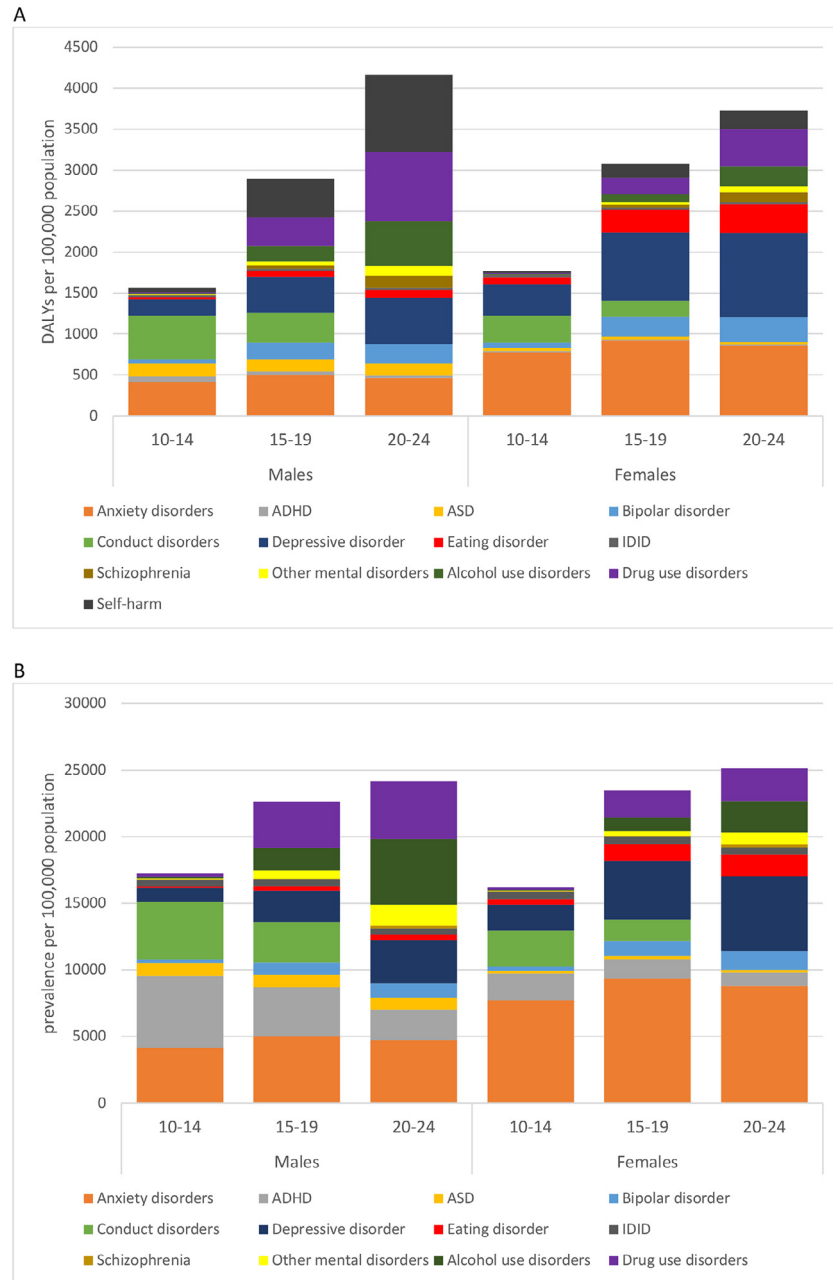 A
4500
4000
3500
3000
2500
2000
1500
1000
500
0
DALYs per 100,000 population
10-14 15-19 20-24 10-14 15-19 20-24
Males Females
Anxiety disorders ADHD ASD Bipolar disorder
Conduct disorders Depressive disorder Eating disorder IDID
Schizophrenia Other mental disorders Alcohol use disorders Drug use disorders
Self-harm
B
30000
25000
20000
15000
10000
5000
0
prevalence per 100,000 population
10-14 15-19 20-24 10-14 15-19 20-24
Males Females
Anxiety disorders ADHD ASD Bipolar disorder
Conduct disorders Depressive disorder Eating disorder IDID
Schizophrenia Other mental disorders Alcohol use disorders Drug use disorders